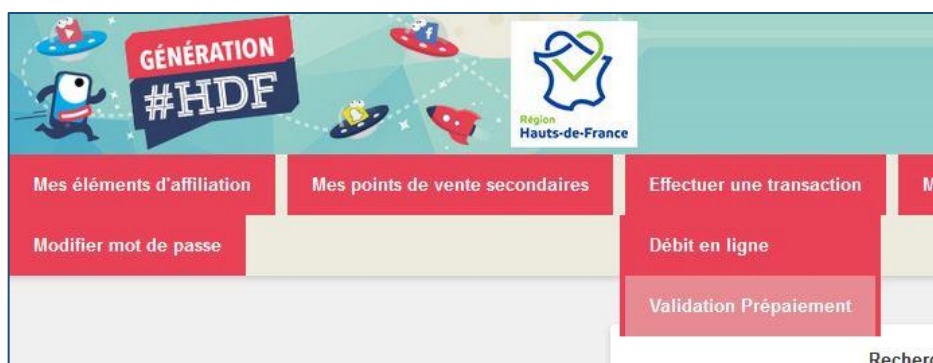 GÉNÉRATION
#HDF
Région
Hauts-de-France
Mes éléments d'affiliation
Mes points de vente secondaires
Effectuer une transaction
M
Modifier mot de passe
Débit en ligne
Validation Prépaiement
Recherc